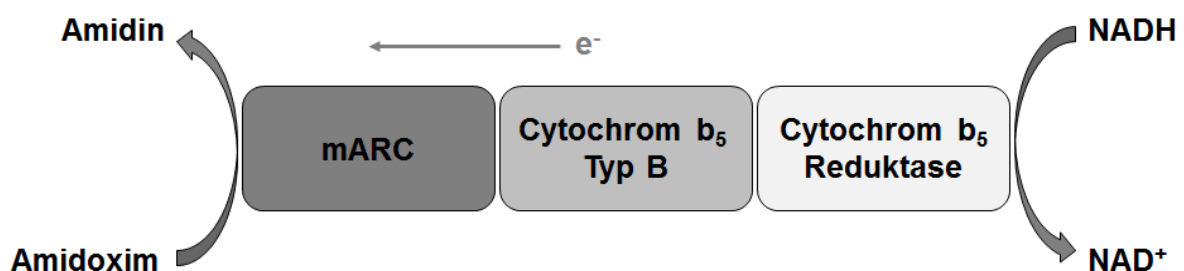 Amidin
e⁻
NADH
mARC
Cytochrom b₅
Typ B
Cytochrom b₅
Reduktase
Amidoxim
NAD⁺